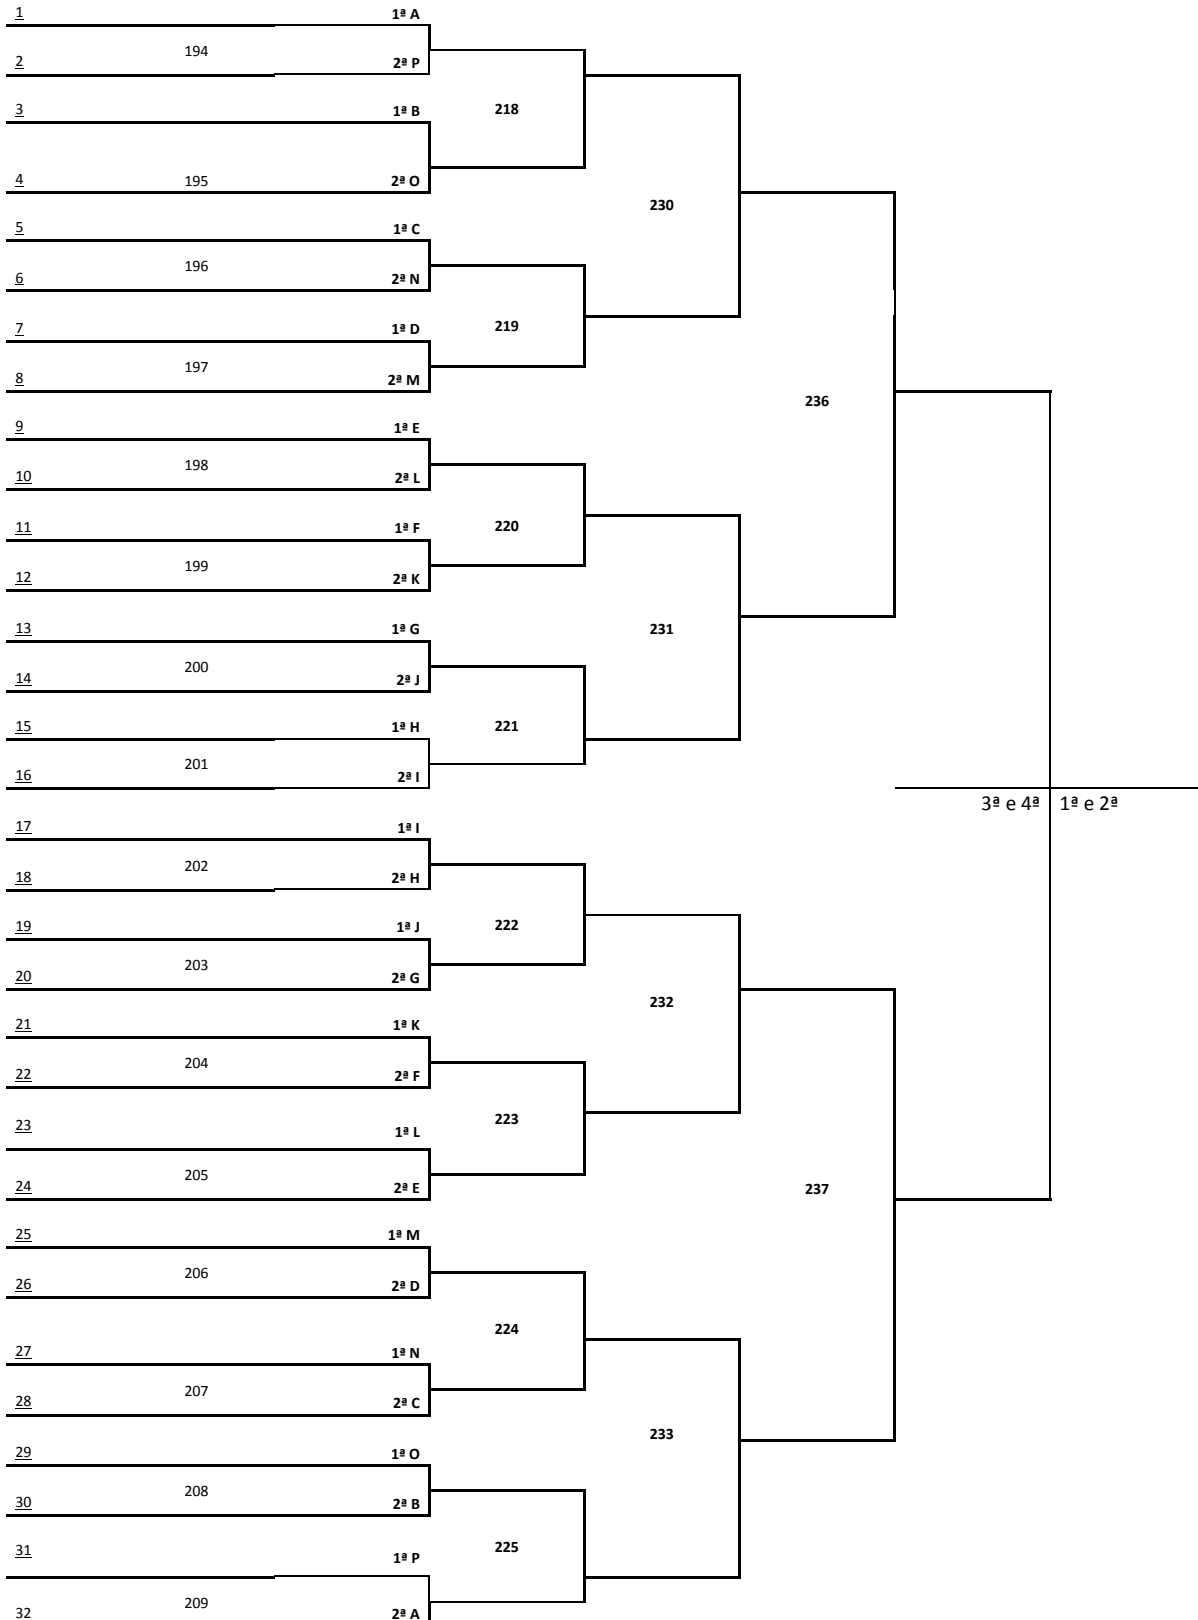 1 1ª A
194
2 2ª P
3 1ª B 218
4 195 2ª O
230
5 1ª C
196
6 2ª N
7 1ª D 219
197
8 2ª M
236
9 1ª E
198
10 2ª L
11 1ª F 220
199
12 2ª K
13 1ª G 231
200
14 2ª J
15 1ª H 221
201
16 2ª I
3ª e 4ª 1ª e 2ª
17 1ª I
202
18 2ª H
19 1ª J 222
203
20 2ª G
232
21 1ª K
204
22 2ª F
23 1ª L 223
205
24 2ª E 237
25 1ª M
206
26 2ª D
224
27 1ª N
207
28 2ª C
233
29 1ª O
208
30 2ª B
31 1ª P 225
209
32 2ª A